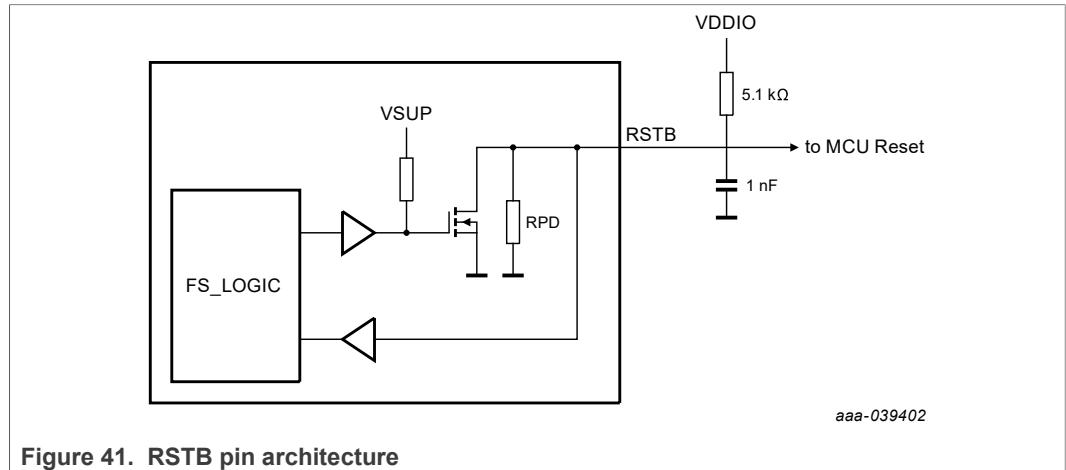 VDDIO
5.1 kΩ
VSUP
RSTB
to MCU Reset
1 nF
RPD
FS_LOGIC
aaa-039402
Figure 41. RSTB pin architecture